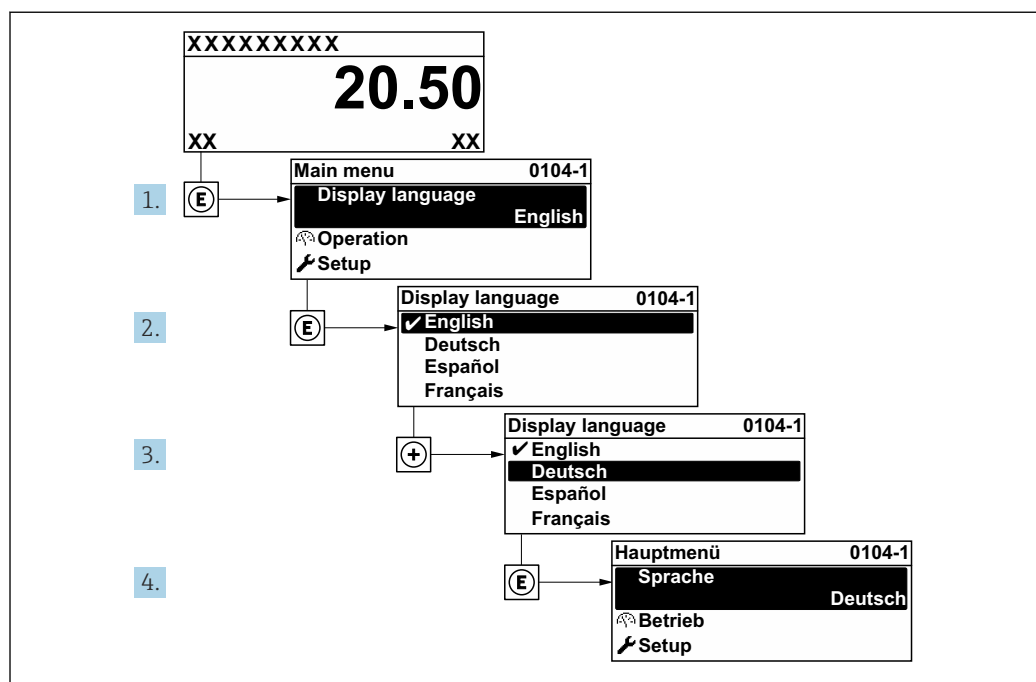 XXXXXXXXX
20.50
XX XX
1. E
Main menu 0104-1
Display language
English
Operation
Setup
2. E
Display language 0104-1
✔English
Deutsch
Español
Français
3. +
Display language 0104-1
✔English
Deutsch
Español
Français
4. E
Hauptmenü 0104-1
Sprache
Deutsch
Betrieb
Setup